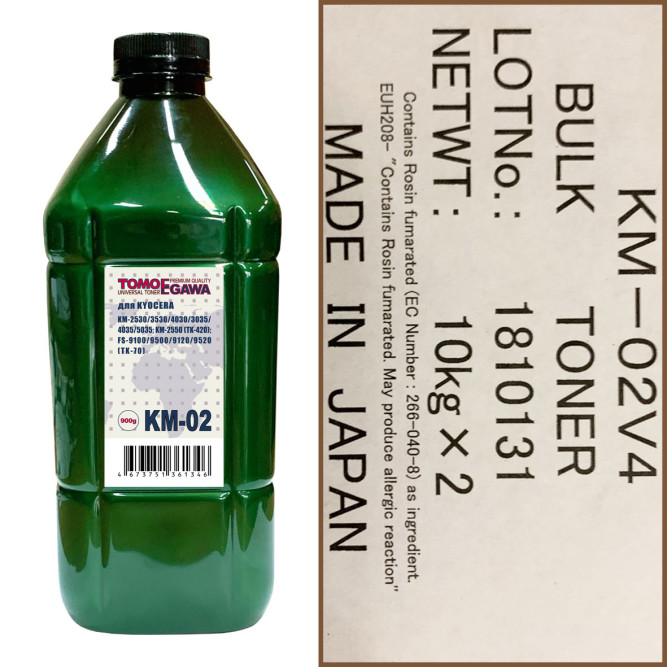 TOMOEGAWA
PREMIUM QUALITY
UNIVERSAL TONER
для KYOCERA
KM-2530/3530/4030/3035/
4035/5035; KM-2550 (TK-420);
FS-9100/9500/9120/9520
(TK-70)
900g
KM-02
4673751361346
KM-02V4
BULK TONER
LOTNo.: 1810131
NETWT: 10kg×2
Contains Rosin fumarated (EC Number : 266-040-8) as ingredient.
EUH208- "Contains Rosin fumarated. May produce allergic reaction"
MADE IN JAPAN